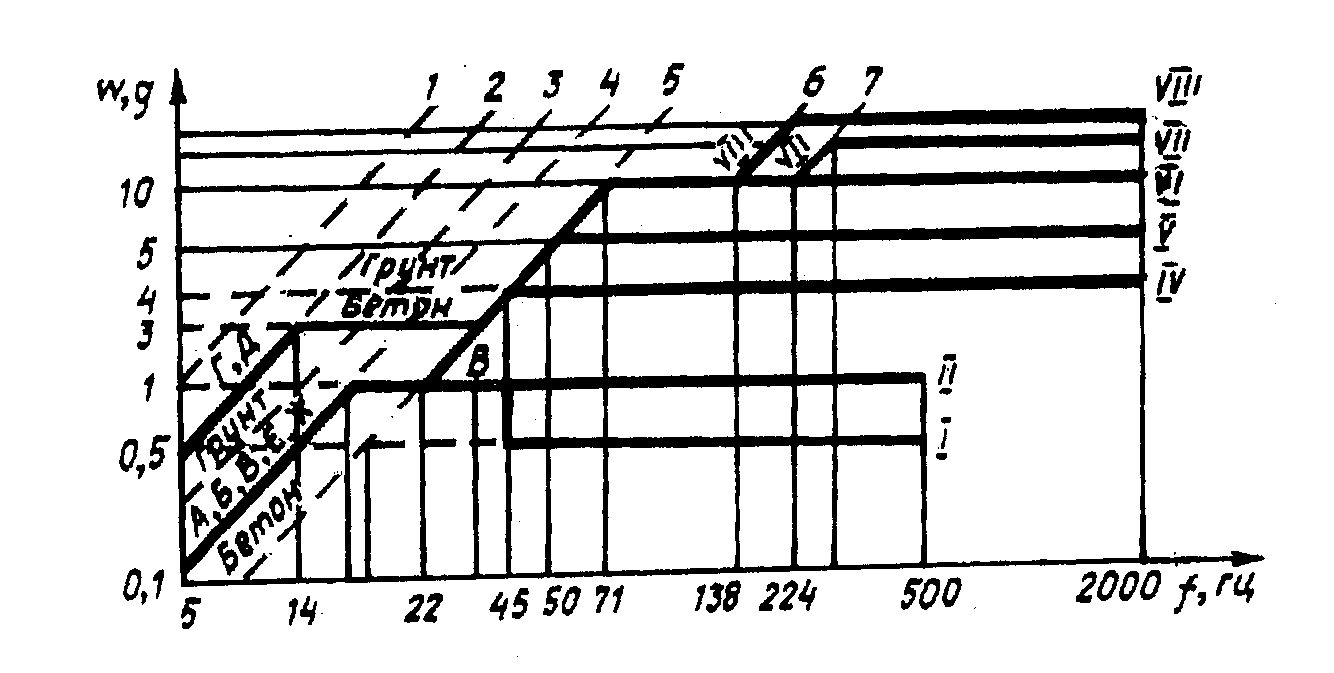 w,g
1 2 3 4 5 6 7
VIII
VII
VI
V
IV
II
I
VIII
VII
10
5
4
3
1
0,5
0,1
Грунт
Бетон
В
Г,Д
Грунт
А,Б,В,Е,Ж
Бетон
5 14 22 45 50 71 138 224 500 2000 f,гц